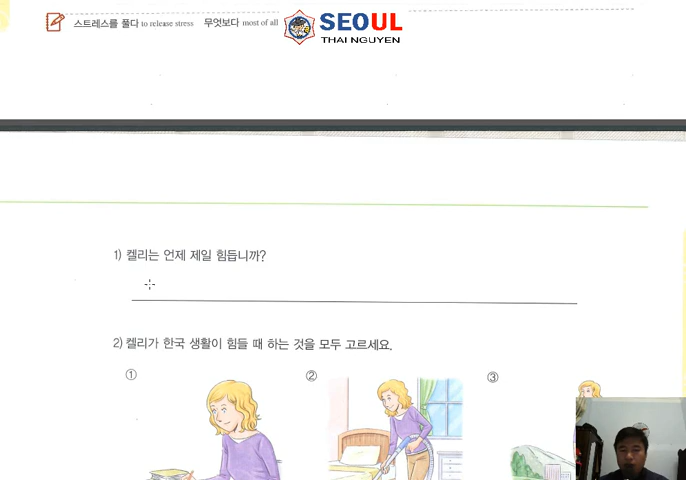 스트레스를 풀다 to release stress 무엇보다 most of all
SEOUL
THAI NGUYEN
1) 켈리는 언제 제일 힘듭니까?
2) 켈리가 한국 생활이 힘들 때 하는 것을 모두 고르세요.
① ② ③